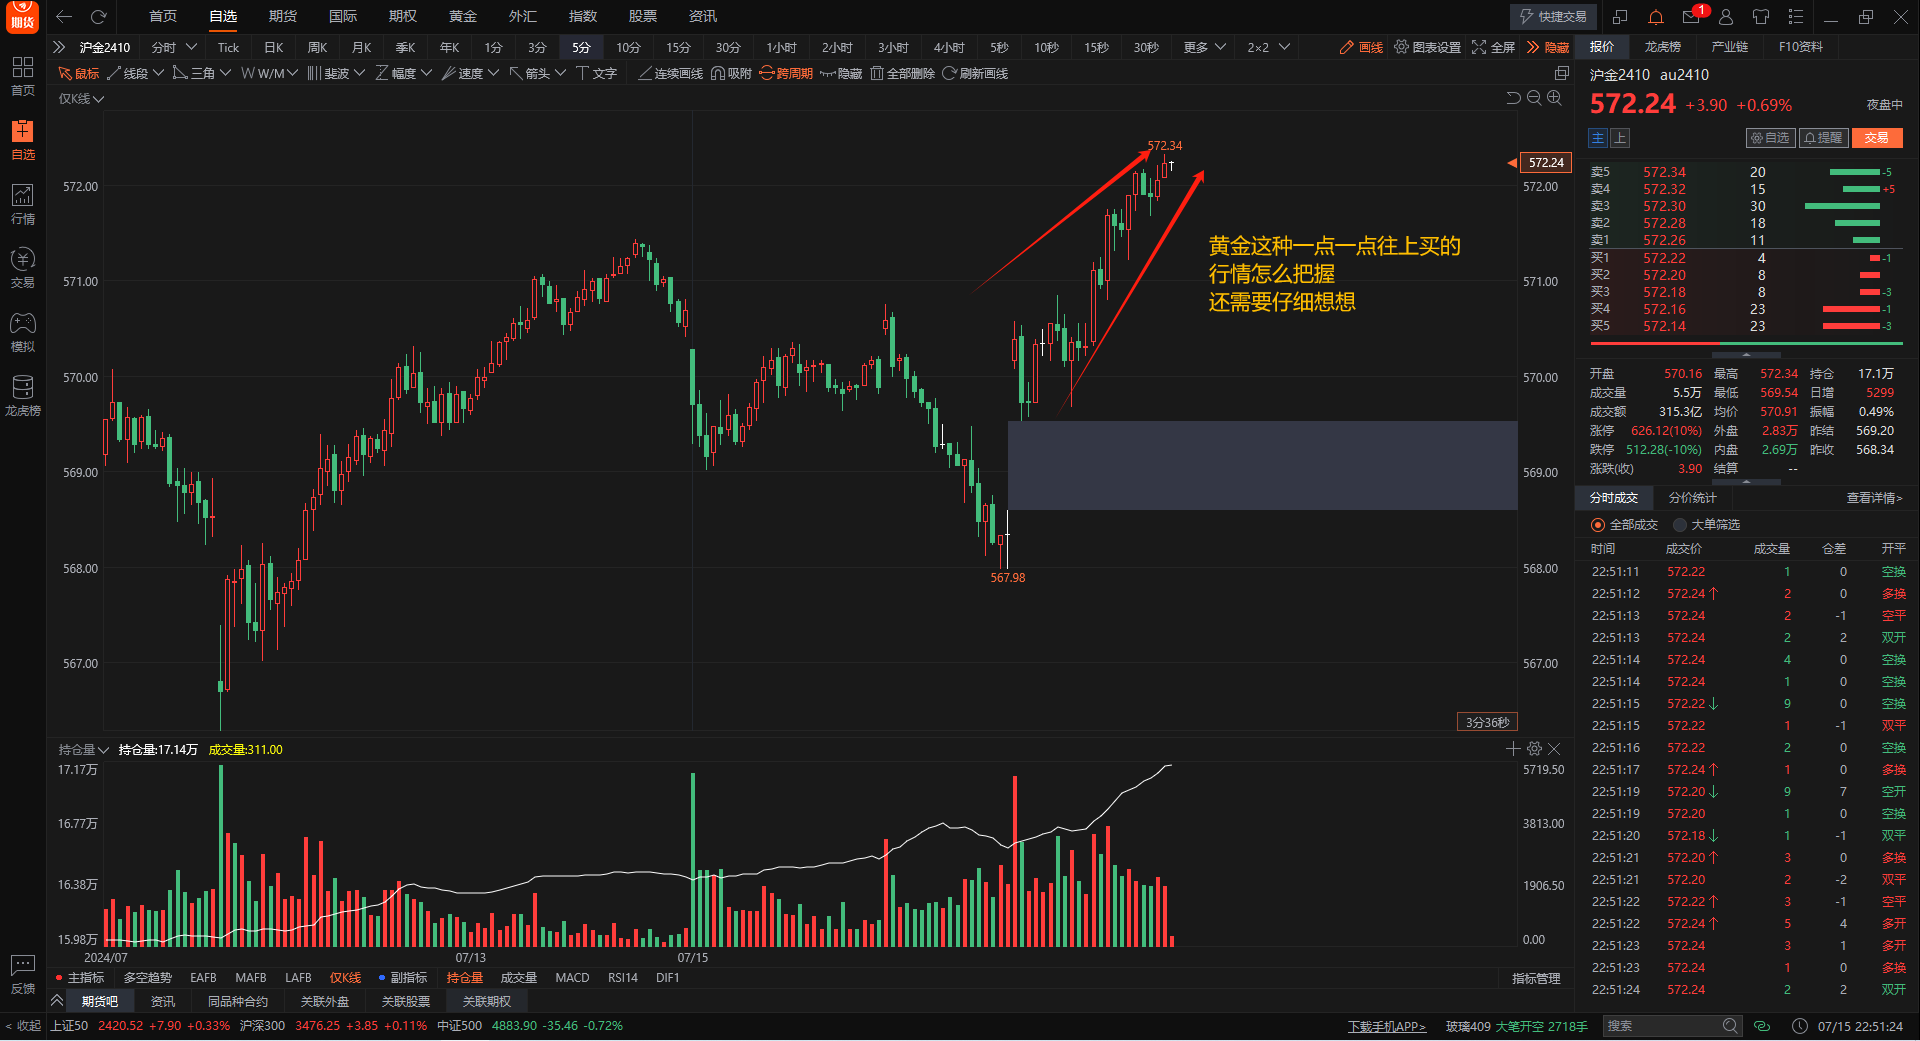 期货
首页
自选
期货
国际
期权
黄金
外汇
指数
股票
资讯
快捷交易
1
沪金2410
分时
Tick
日K
周K
月K
季K
年K
1分
3分
5分
10分
15分
30分
1小时
2小时
3小时
4小时
5秒
10秒
15秒
30秒
更多
2×2
画线
图表设置
全屏
隐藏
鼠标
线段
三角
W/M
斐波
幅度
速度
箭头
文字
连续画线
吸附
跨周期
隐藏
全部删除
刷新画线
仅K线
首页
自选
行情
交易
模拟
龙虎榜
反馈
572.00
571.00
570.00
569.00
568.00
567.00
572.34
567.98
黄金这种一点一点往上买的
行情怎么把握
还需要仔细想想
572.24
572.00
571.00
570.00
569.00
568.00
567.00
3分36秒
持仓量 持仓量:17.14万 成交量:311.00
17.17万
16.77万
16.38万
15.98万
5719.50
3813.00
1906.50
0.00
2024/07
07/13
07/15
主指标
多空趋势
EAFB
MAFB
LAFB
仅K线
副指标
持仓量
成交量
MACD
RSI14
DIF1
指标管理
期货吧
资讯
同品种合约
关联外盘
关联股票
关联期权
< 收起
上证50 2420.52 +7.90 +0.33%
沪深300 3476.25 +3.85 +0.11%
中证500 4883.90 -35.46 -0.72%
下载手机APP>
玻璃409 大笔开空 2718手
搜索
07/15 22:51:24
报价
龙虎榜
产业链
F10资料
沪金2410 au2410
572.24 +3.90 +0.69%
夜盘中
主
上
自选
提醒
交易
卖5 572.34 20 -5
卖4 572.32 15 +5
卖3 572.30 30
卖2 572.28 18
卖1 572.26 11
买1 572.22 4 -1
买2 572.20 8
买3 572.18 8 -3
买4 572.16 23 -1
买5 572.14 23 -3
开盘 570.16 最高 572.34 持仓 17.1万
成交量 5.5万 最低 569.54 日增 5299
成交额 315.3亿 均价 570.91 振幅 0.49%
涨停 626.12(10%) 外盘 2.83万 昨结 569.20
跌停 512.28(-10%) 内盘 2.69万 昨收 568.34
涨跌(收) 3.90 结算 --
分时成交
分价统计
查看详情>
全部成交
大单筛选
时间 成交价 成交量 仓差 开平
22:51:11 572.22 1 0 空换
22:51:12 572.24↑ 2 0 多换
22:51:13 572.24 2 -1 空平
22:51:13 572.24 2 2 双开
22:51:14 572.24 4 0 空换
22:51:14 572.24 1 0 空换
22:51:15 572.22↓ 9 0 空换
22:51:15 572.22 1 -1 双平
22:51:16 572.22 2 0 空换
22:51:17 572.24↑ 1 0 多换
22:51:19 572.20↓ 9 7 空开
22:51:19 572.20 1 0 空换
22:51:20 572.18↓ 1 -1 双平
22:51:21 572.20↑ 3 0 多换
22:51:21 572.20 2 -2 双平
22:51:22 572.22↑ 3 -1 空平
22:51:22 572.24↑ 5 4 多开
22:51:23 572.24 3 1 多开
22:51:23 572.24 1 0 多换
22:51:24 572.24 2 2 双开